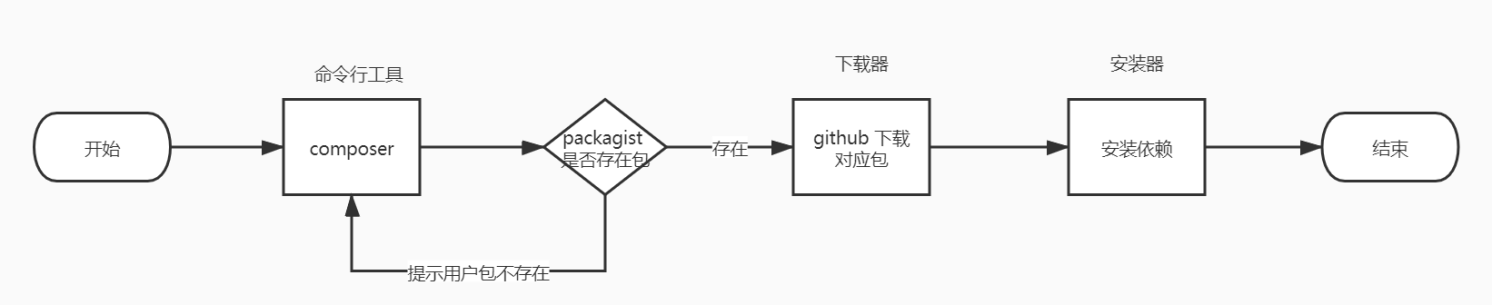 命令行工具
下载器
安装器
开始
composer
packagist
是否存在包
存在
github 下载
对应包
安装依赖
结束
提示用户包不存在